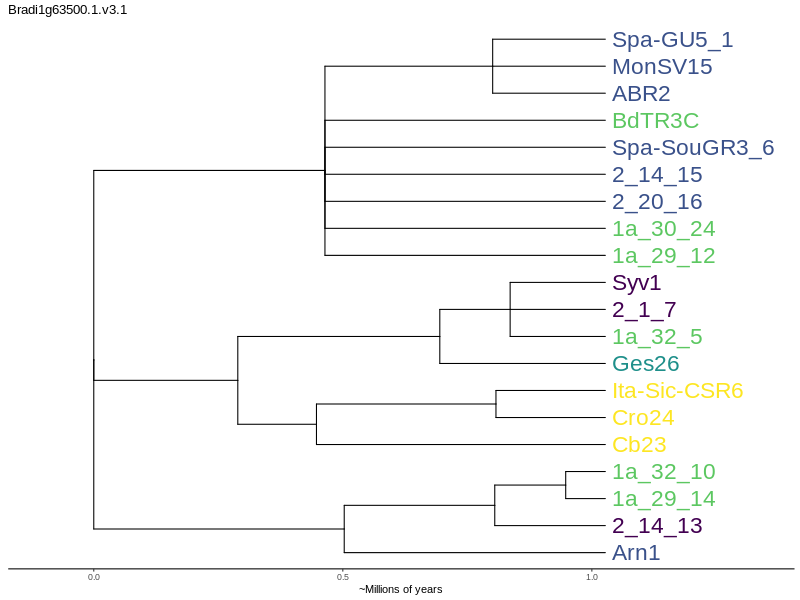 Bradi1g63500.1.v3.1
Spa-GU5_1
MonSV15
ABR2
BdTR3C
Spa-SouGR3_6
2_14_15
2_20_16
1a_30_24
1a_29_12
Syv1
2_1_7
1a_32_5
Ges26
Ita-Sic-CSR6
Cro24
Cb23
1a_32_10
1a_29_14
2_14_13
Arn1
0.0 0.5 1.0
~Millions of years